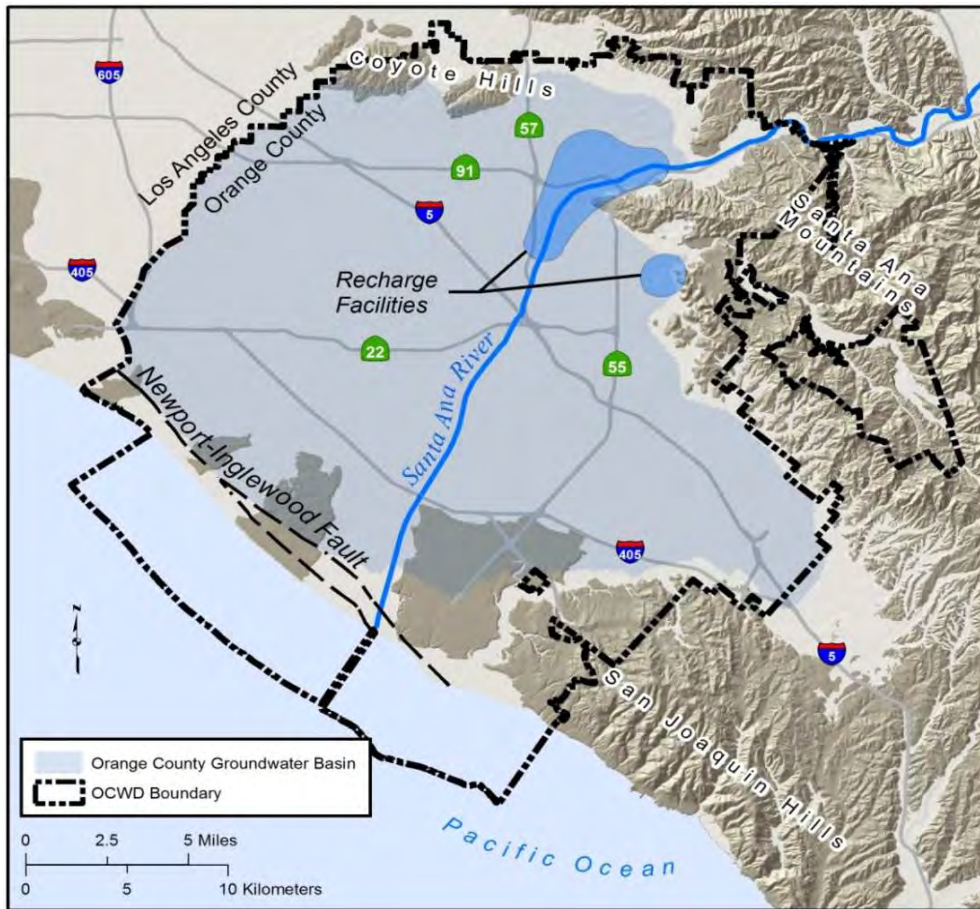 605
Coyote Hills
57
Los Angeles County
Orange County
91
5
Santa Ana
Mountains
405
Recharge
Facilities
22
55
Santa Ana River
Newport-Inglewood Fault
405
N
5
San Joaquin Hills
Orange County Groundwater Basin
OCWD Boundary
0 2.5 5 Miles
0 5 10 Kilometers
Pacific Ocean